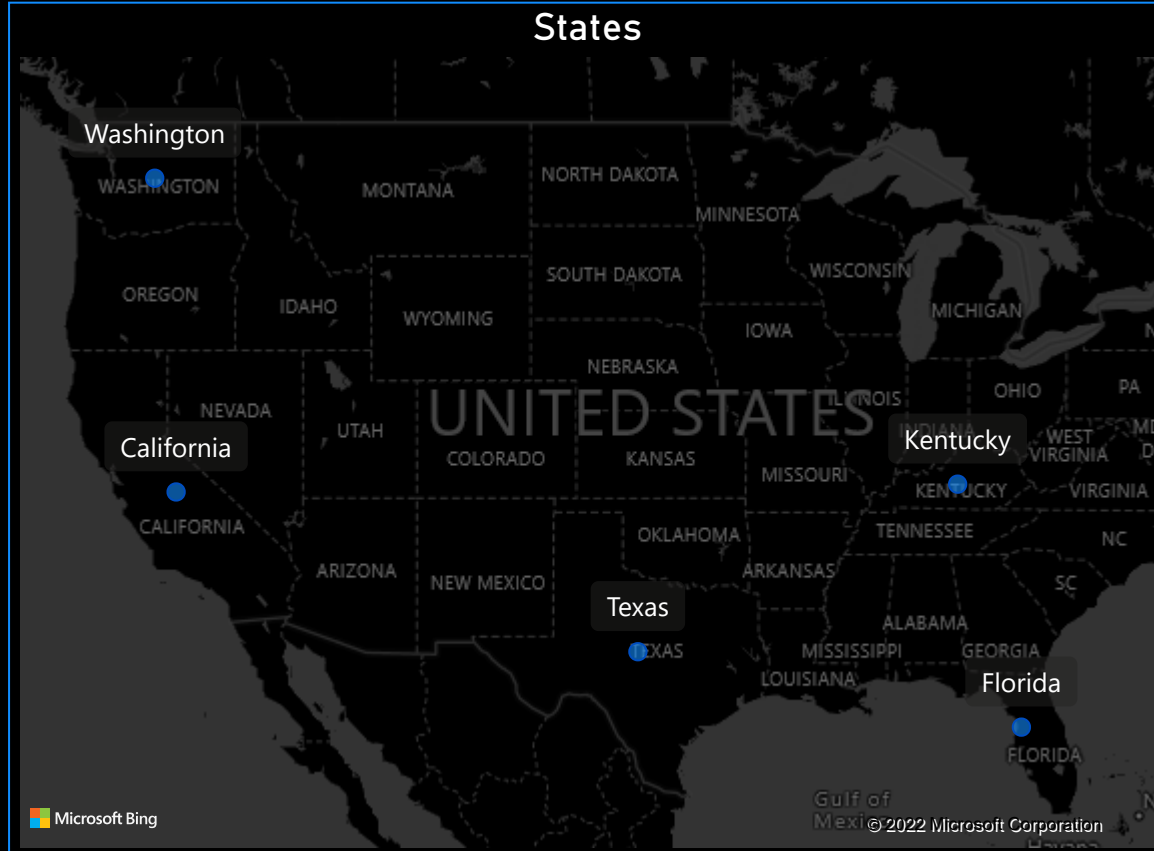 States
Washington
WASHINGTON
MONTANA
NORTH DAKOTA
MINNESOTA
SOUTH DAKOTA
WISCONSIN
OREGON
IDAHO
WYOMING
MICHIGAN
IOWA
NEBRASKA
NEVADA
UTAH
UNITED STATES
ILLINOIS
OHIO
PA
INDIANA
California
Kentucky
COLORADO
KANSAS
MISSOURI
WEST
VIRGINIA
KENTUCKY
VIRGINIA
CALIFORNIA
OKLAHOMA
TENNESSEE
NC
ARIZONA
NEW MEXICO
ARKANSAS
SC
Texas
TEXAS
ALABAMA
MISSISSIPPI
GEORGIA
LOUISIANA
Florida
FLORIDA
Gulf of
Microsoft Bing
© 2022 Microsoft Corporation
Havana